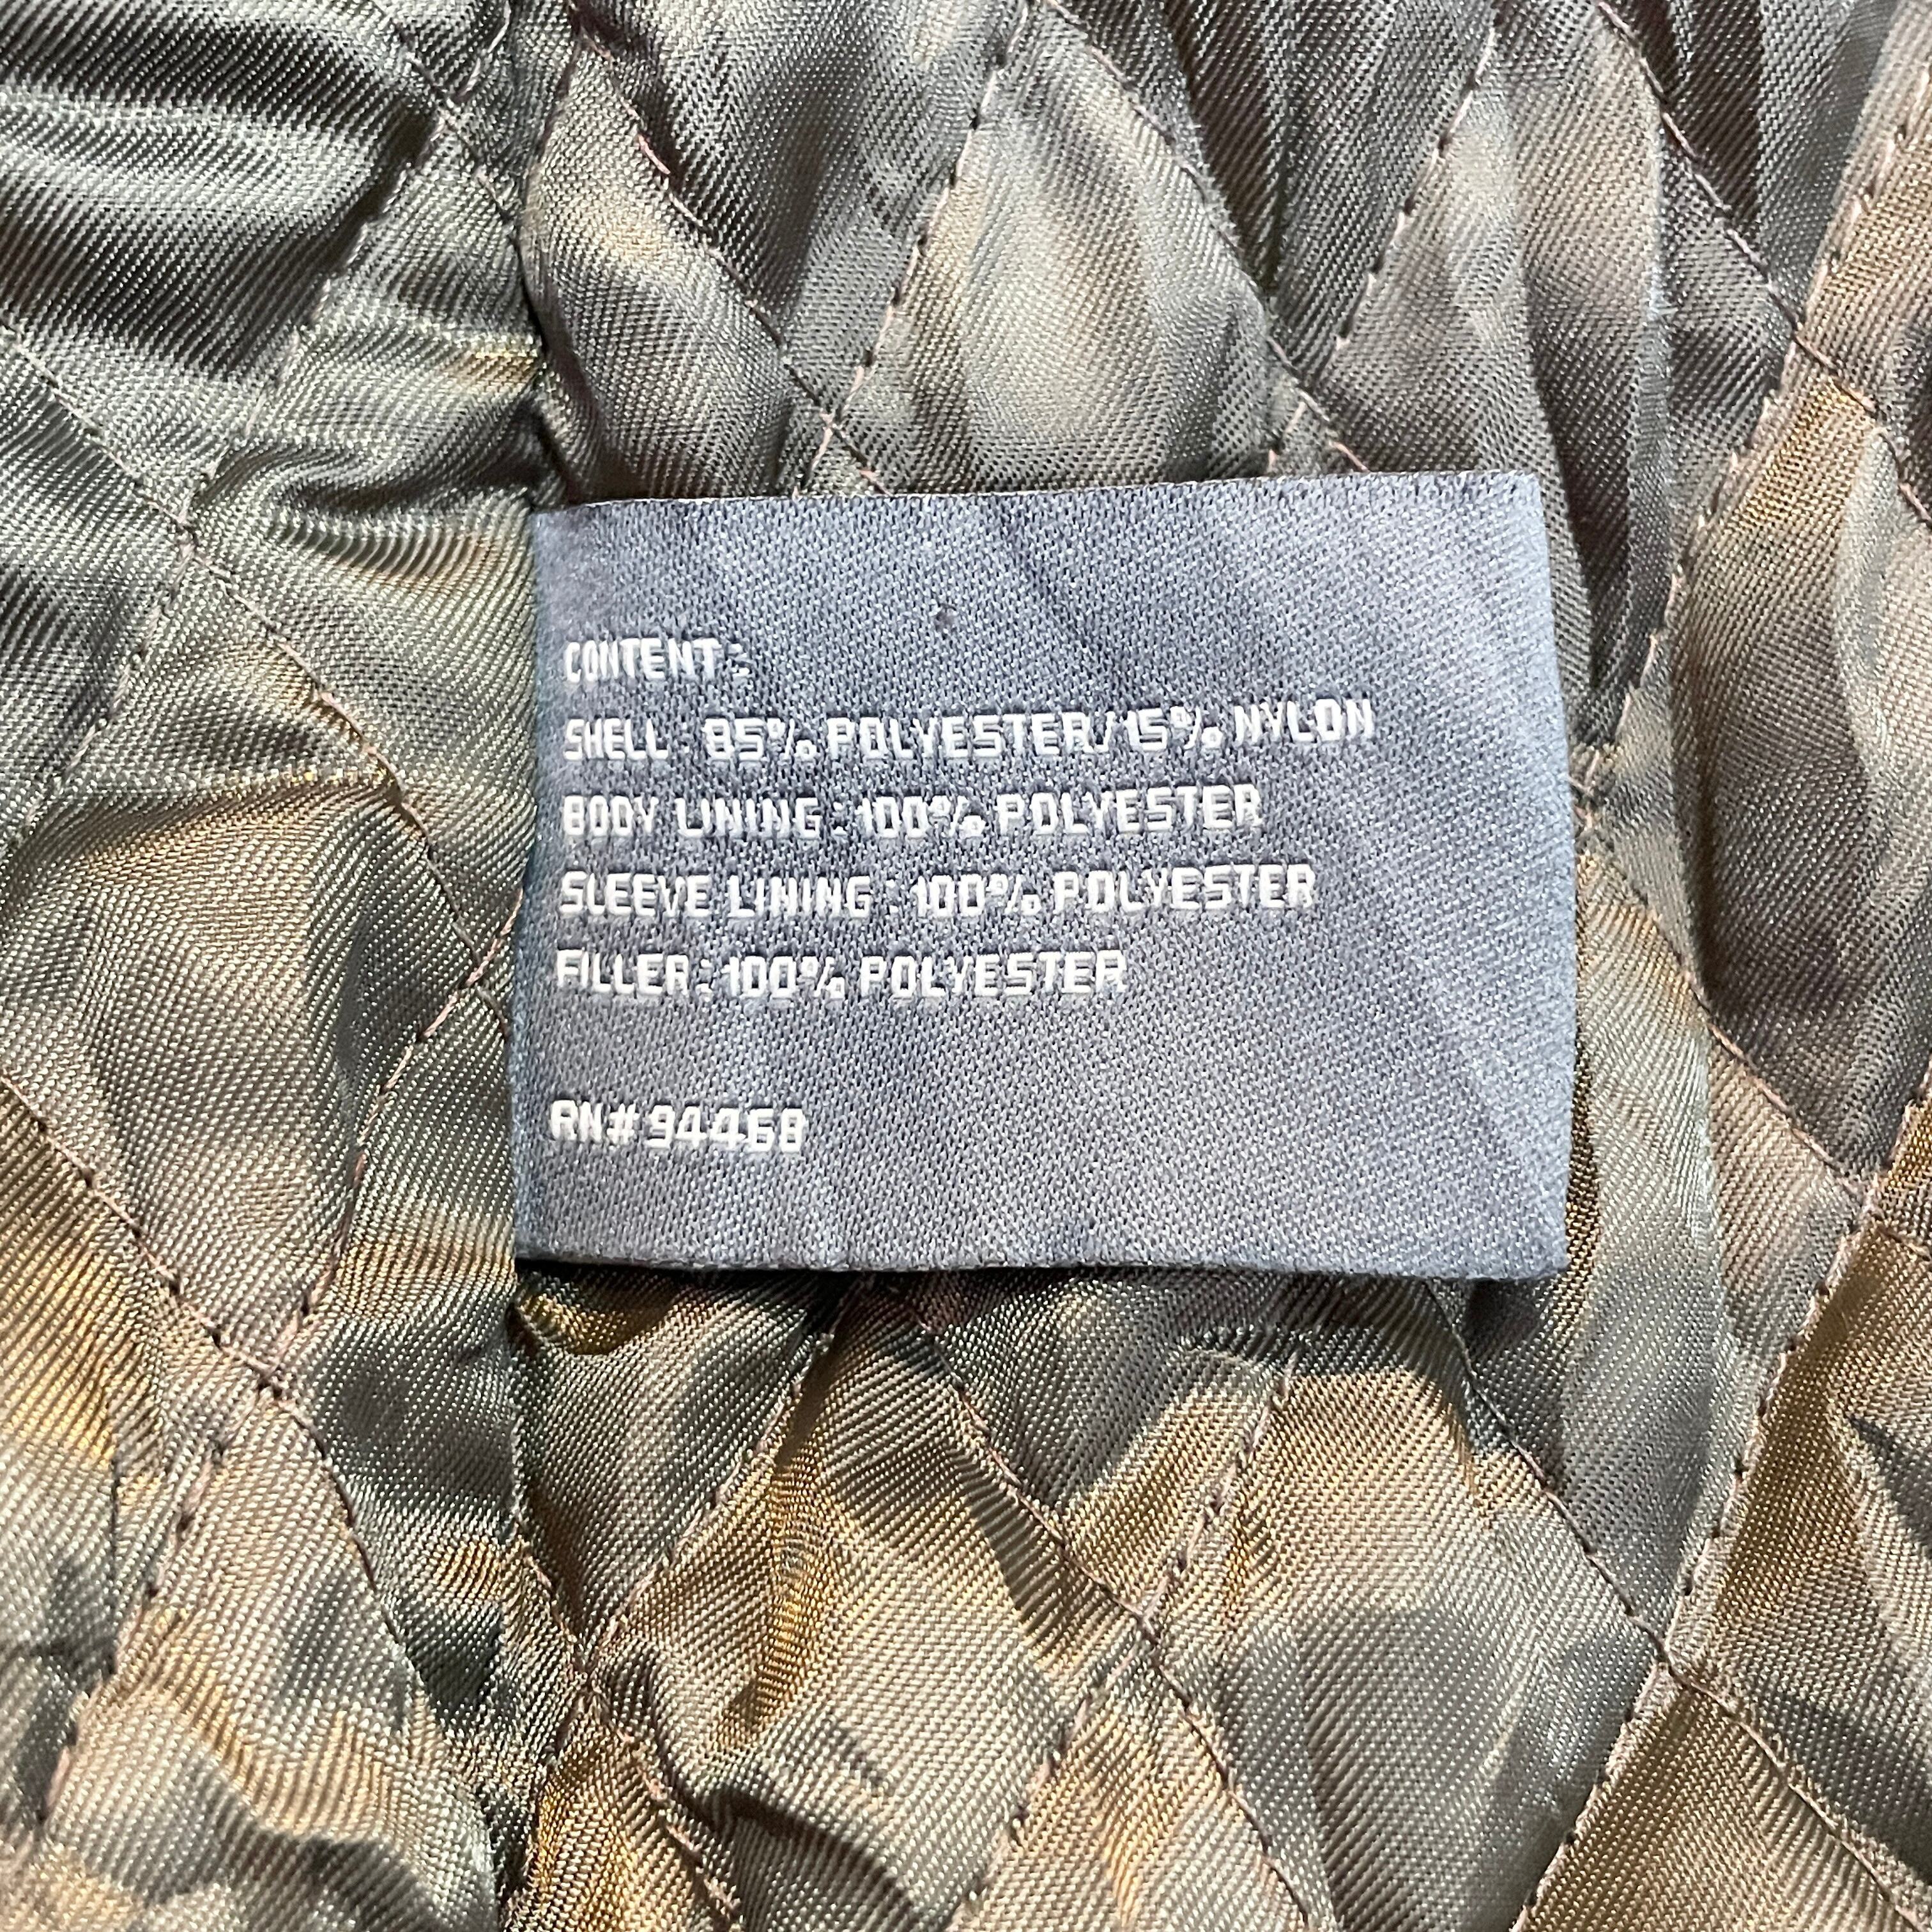 CONTENT :
SHELL : 85% POLYESTER/15% NYLON
BODY LINING : 100% POLYESTER
SLEEVE LINING : 100% POLYESTER
FILLER : 100% POLYESTER
RN# 94468